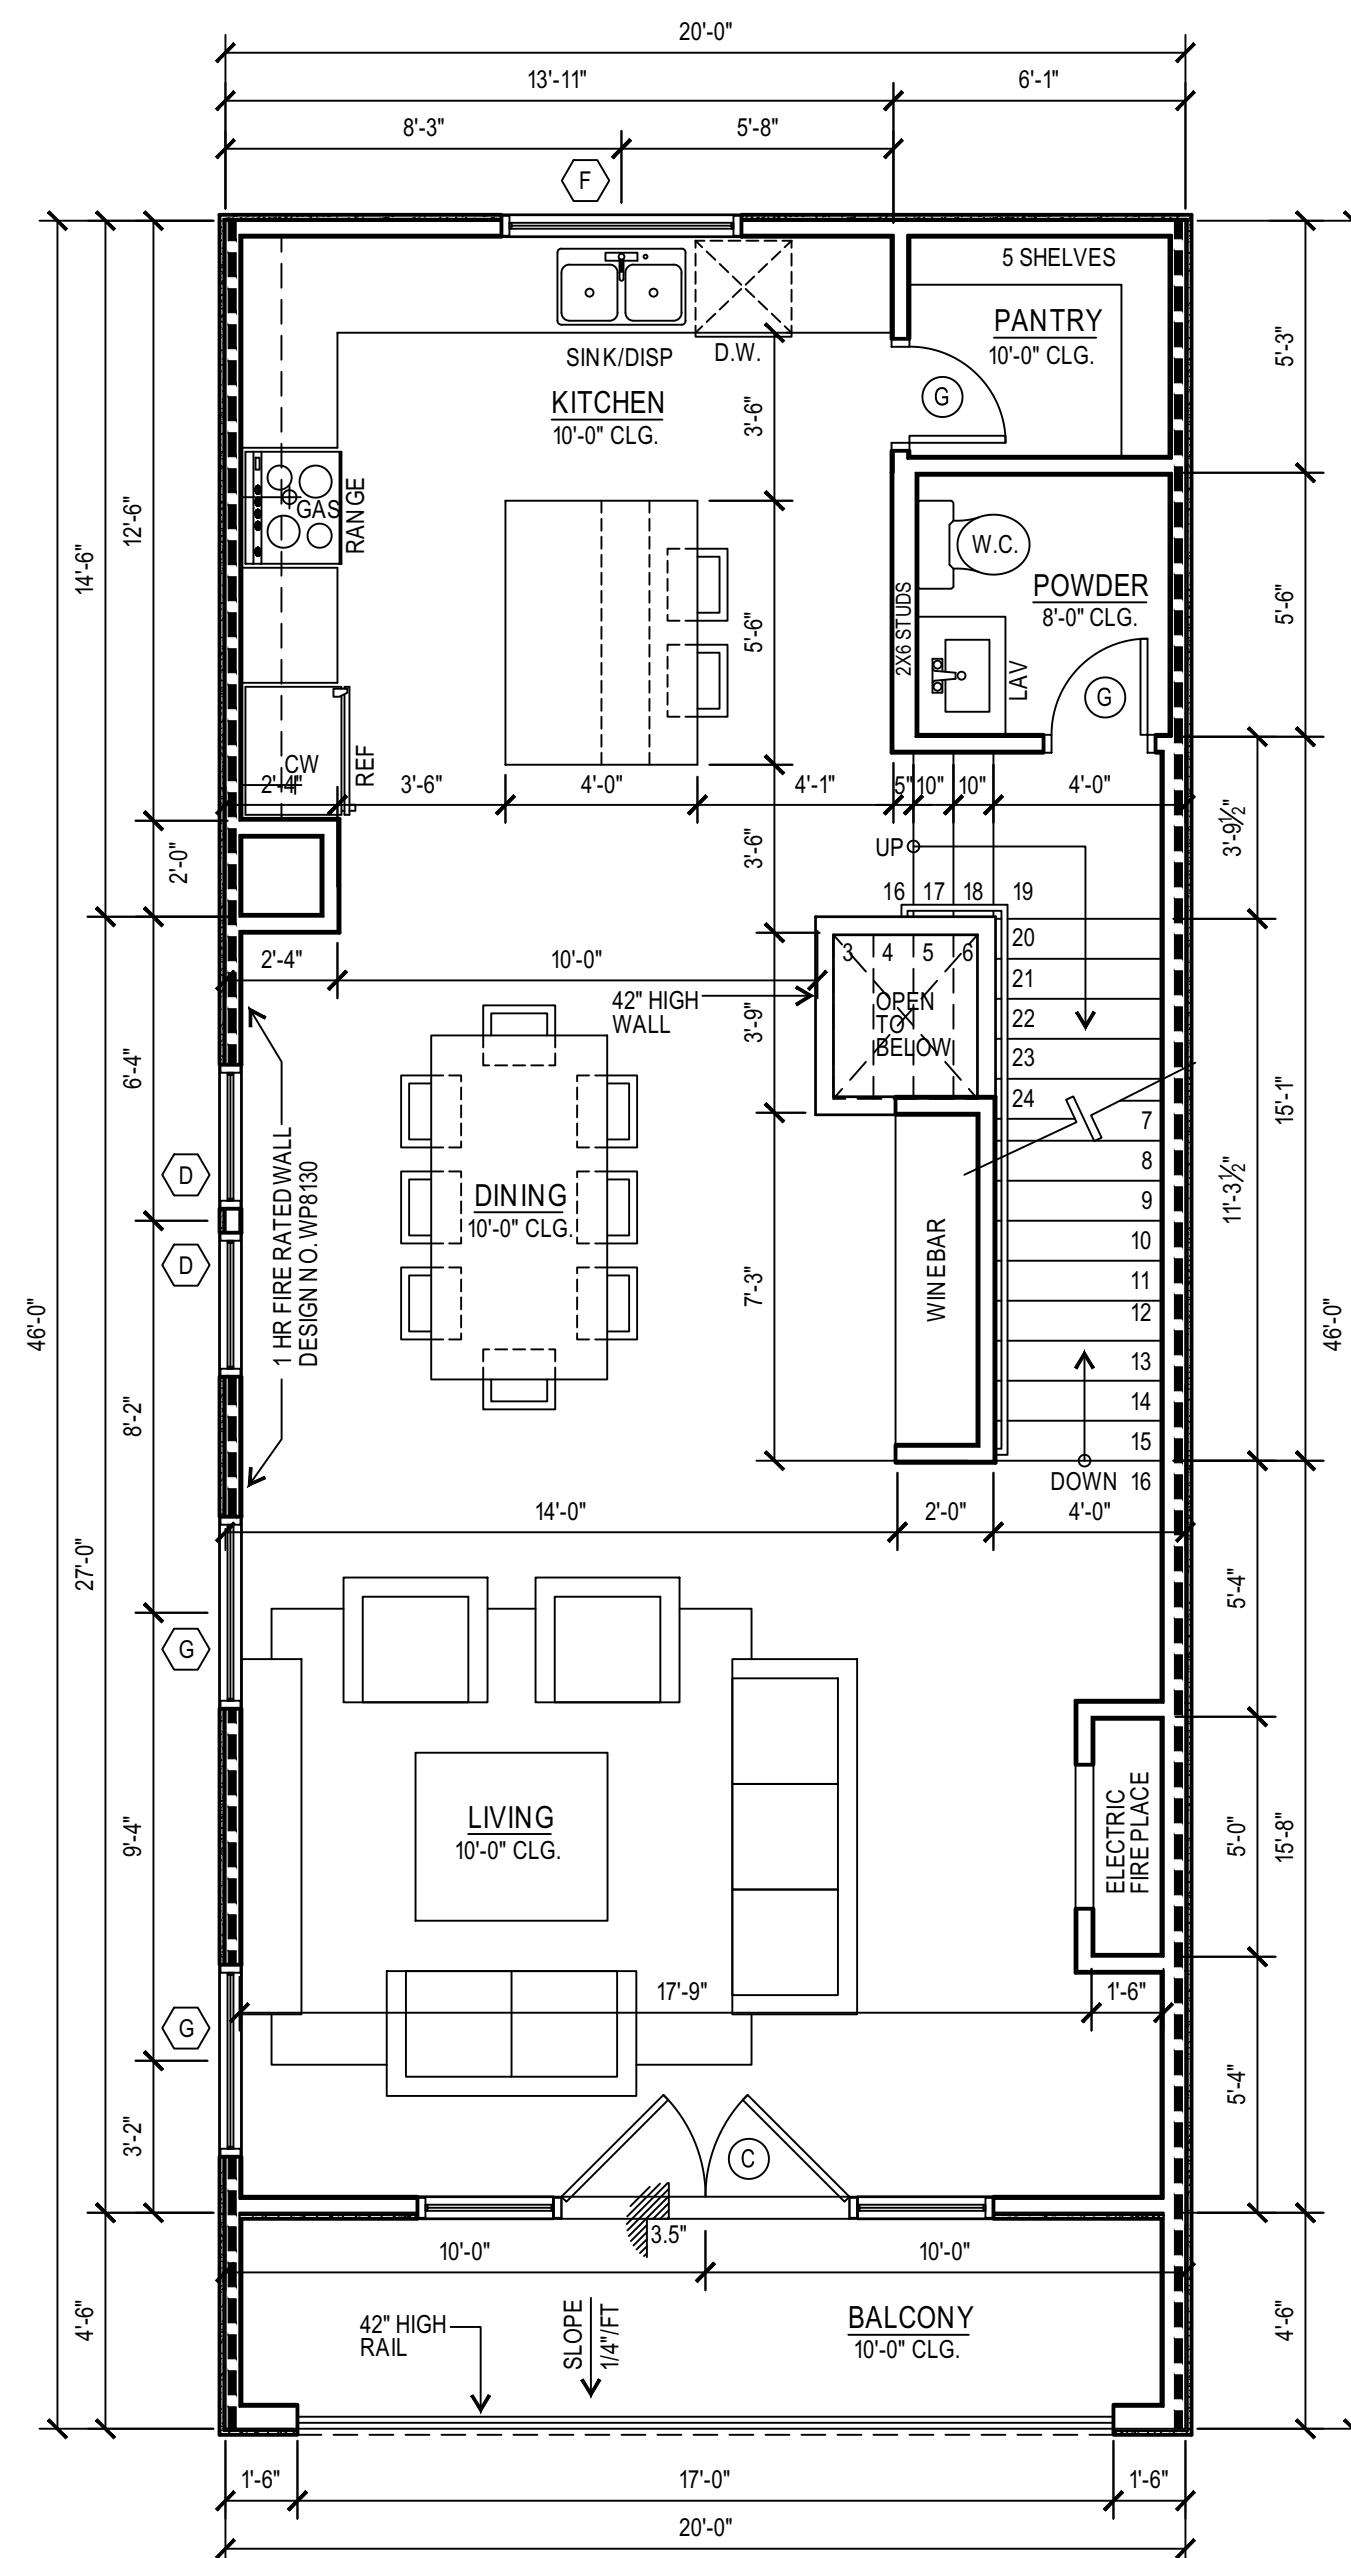 20'-0"
13'-11"
6'-1"
8'-3"
5'-8"
F
5 SHELVES
PANTRY
10'-0" CLG.
SINK/DISP
D.W.
KITCHEN
10'-0" CLG.
G
3'-6"
5'-3"
12'-6"
14'-6"
GAS
RANGE
W.C.
POWDER
8'-0" CLG.
2X6 STUDS
LAV
G
5'-6"
5'-6"
CW
REF
2'-4"
3'-6"
4'-0"
4'-1"
5"
10"
10"
4'-0"
3'-9½"
2'-0"
3'-6"
UP
16
17
18
19
20
21
22
23
24
3
4
5
6
OPEN
TO
BELOW
2'-4"
10'-0"
42" HIGH
WALL
3'-9"
6'-4"
15'-1"
11'-3½"
7
8
9
10
11
12
13
14
15
16
D
D
1 HR FIRE RATED WALL
DESIGN NO. WP8130
DINING
10'-0" CLG.
WINEBAR
7'-3"
46'-0"
46'-0"
8'-2"
DOWN
14'-0"
2'-0"
4'-0"
27'-0"
5'-4"
G
LIVING
10'-0" CLG.
ELECTRIC
FIRE PLACE
9'-4"
5'-0"
15'-8"
17'-9"
1'-6"
G
3'-2"
5'-4"
C
3.5"
10'-0"
10'-0"
42" HIGH
RAIL
SLOPE
1/4"/FT
BALCONY
10'-0" CLG.
4'-6"
4'-6"
1'-6"
17'-0"
1'-6"
20'-0"